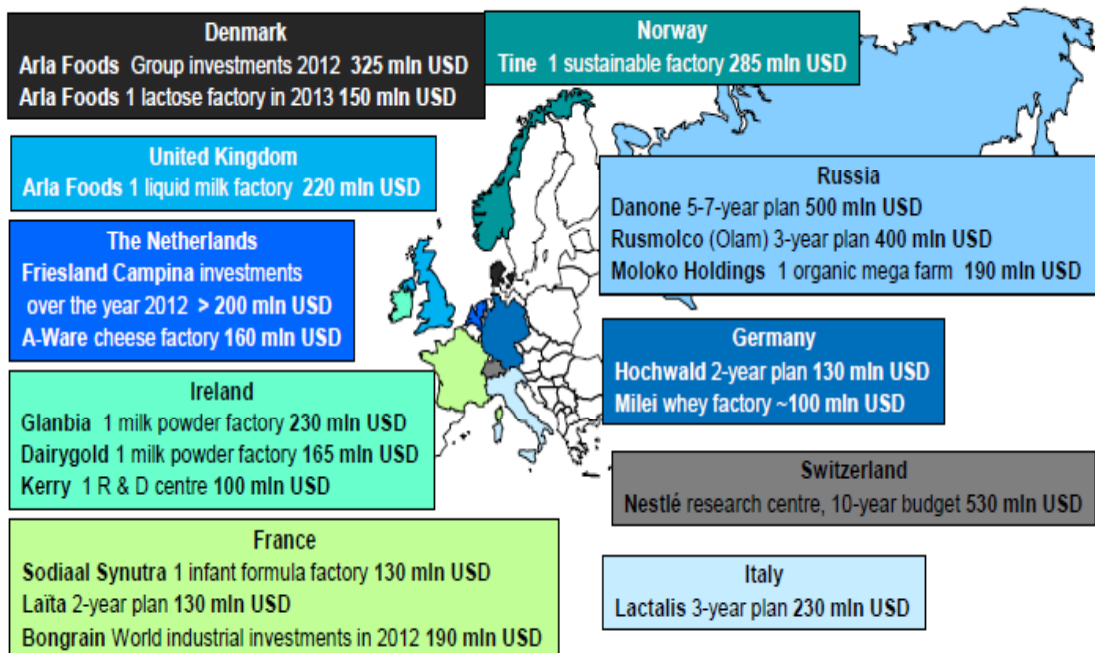 Denmark
Arla Foods Group investments 2012 325 mln USD
Arla Foods 1 lactose factory in 2013 150 mln USD
Norway
Tine 1 sustainable factory 285 mln USD
United Kingdom
Arla Foods 1 liquid milk factory 220 mln USD
Russia
Danone 5-7-year plan 500 mln USD
Rusmolco (Olam) 3-year plan 400 mln USD
Moloko Holdings 1 organic mega farm 190 mln USD
The Netherlands
Friesland Campina investments
over the year 2012 > 200 mln USD
A-Ware cheese factory 160 mln USD
Germany
Hochwald 2-year plan 130 mln USD
Milei whey factory ~100 mln USD
Ireland
Glanbia 1 milk powder factory 230 mln USD
Dairygold 1 milk powder factory 165 mln USD
Kerry 1 R & D centre 100 mln USD
Switzerland
Nestlé research centre, 10-year budget 530 mln USD
France
Sodiaal Synutra 1 infant formula factory 130 mln USD
Laïta 2-year plan 130 mln USD
Bongrain World industrial investments in 2012 190 mln USD
Italy
Lactalis 3-year plan 230 mln USD